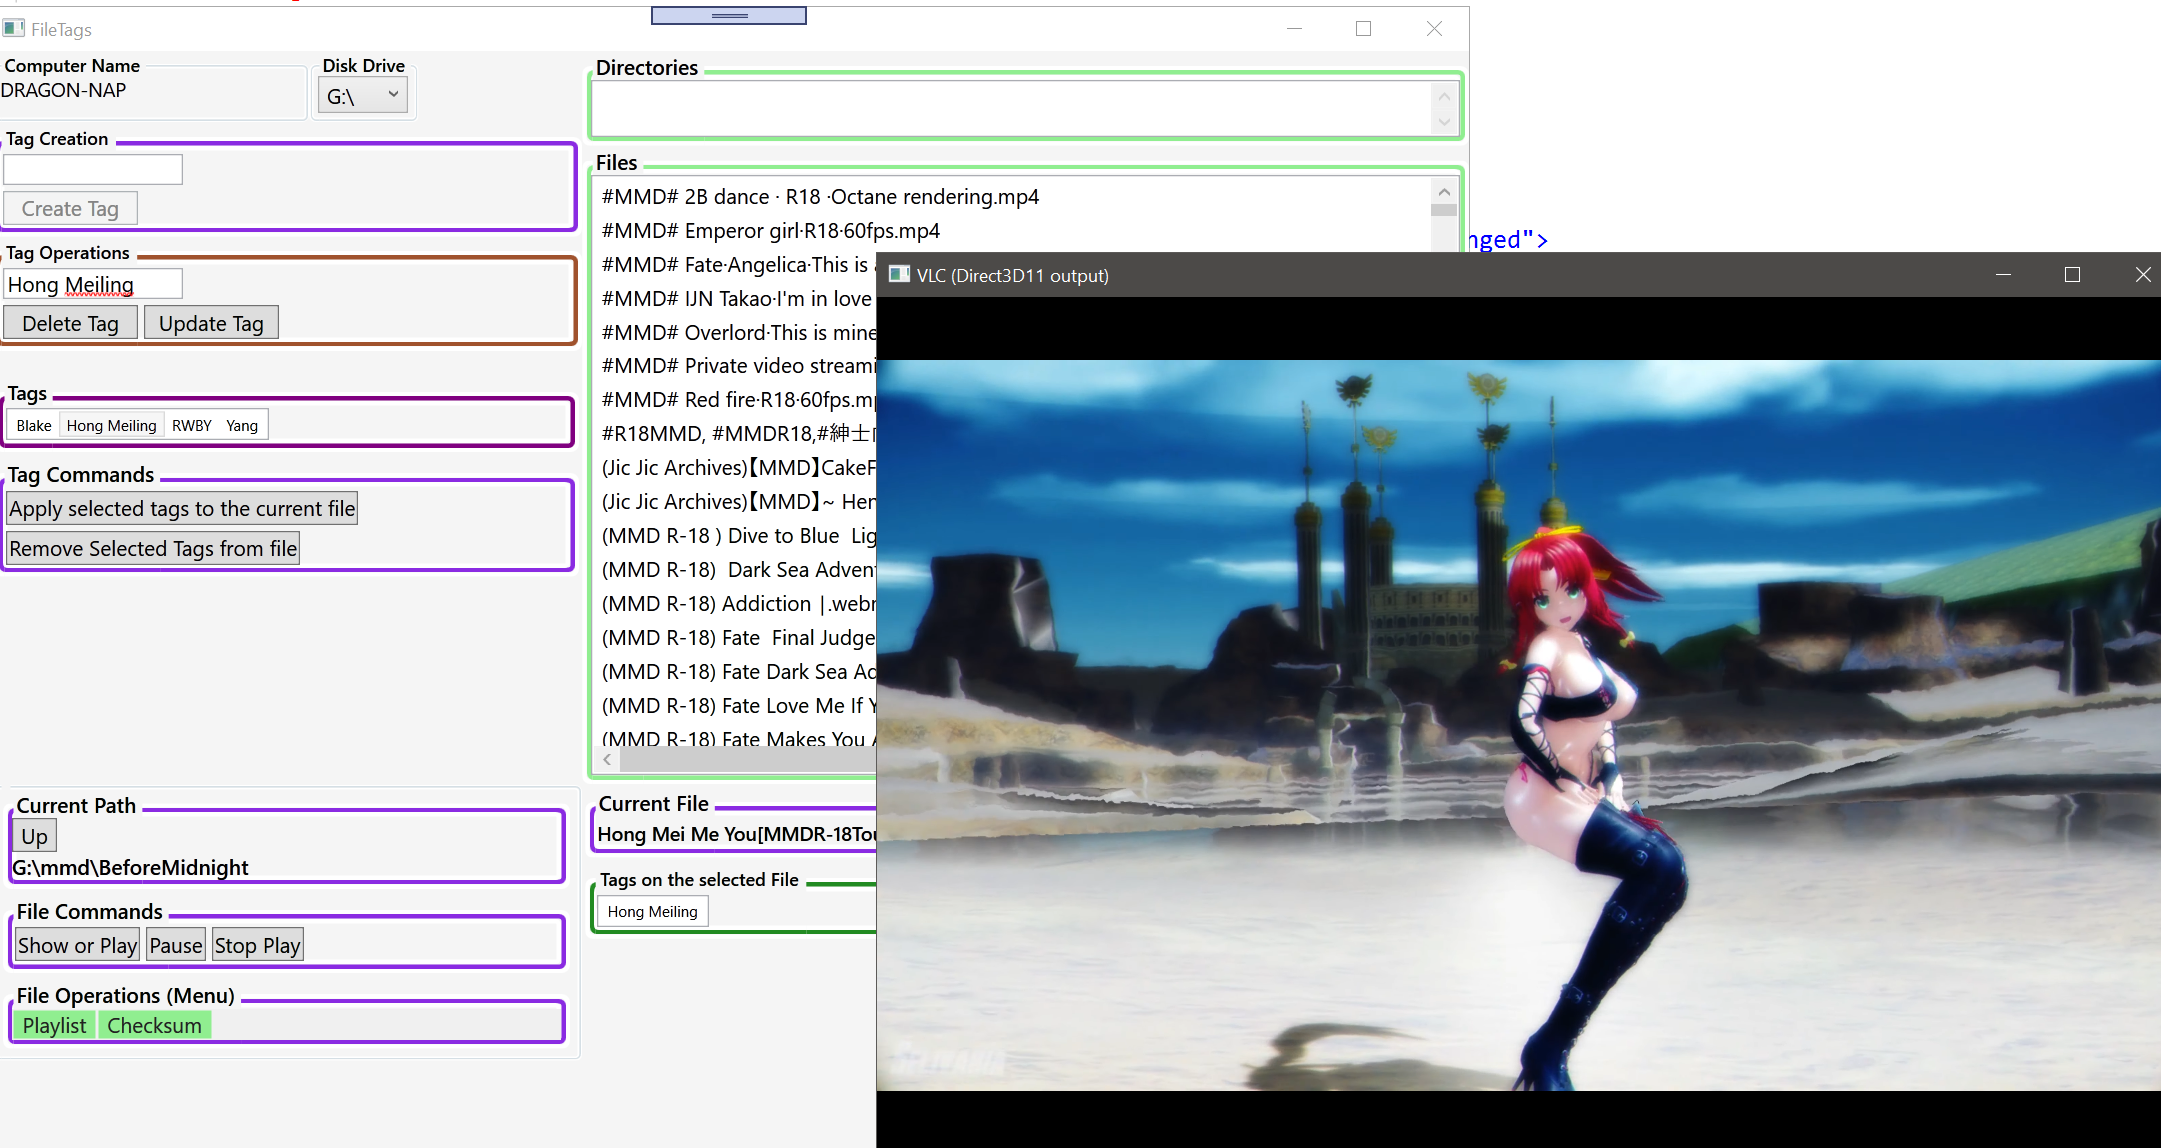 FileTags
Computer Name
DRAGON-NAP
Disk Drive
G:\
Tag Creation
Create Tag
Tag Operations
Hong Meiling
Delete Tag Update Tag
Tags
Blake Hong Meiling RWBY Yang
Tag Commands
Apply selected tags to the current file
Remove Selected Tags from file
Current Path
Up
G:\mmd\BeforeMidnight
File Commands
Show or Play Pause Stop Play
File Operations (Menu)
Playlist Checksum
Directories
Files
#MMD# 2B dance · R18 ·Octane rendering.mp4
#MMD# Emperor girl·R18·60fps.mp4
#MMD# Fate·Angelica·This is
#MMD# IJN Takao·I'm in love
#MMD# Overlord·This is mine
#MMD# Private video streami
#MMD# Red fire·R18·60fps.m
#R18MMD, #MMDR18,#紳士
(Jic Jic Archives)【MMD】CakeF
(Jic Jic Archives)【MMD】~ Hen
(MMD R-18 ) Dive to Blue Lig
(MMD R-18) Dark Sea Advent
(MMD R-18) Addiction |.webm
(MMD R-18) Fate Final Judge
(MMD R-18) Fate Dark Sea Ad
(MMD R-18) Fate Love Me If Y
(MMD R-18) Fate Makes You A
Current File
Hong Mei Me You[MMDR-18Tou
Tags on the selected File
Hong Meiling
nged">
VLC (Direct3D11 output)